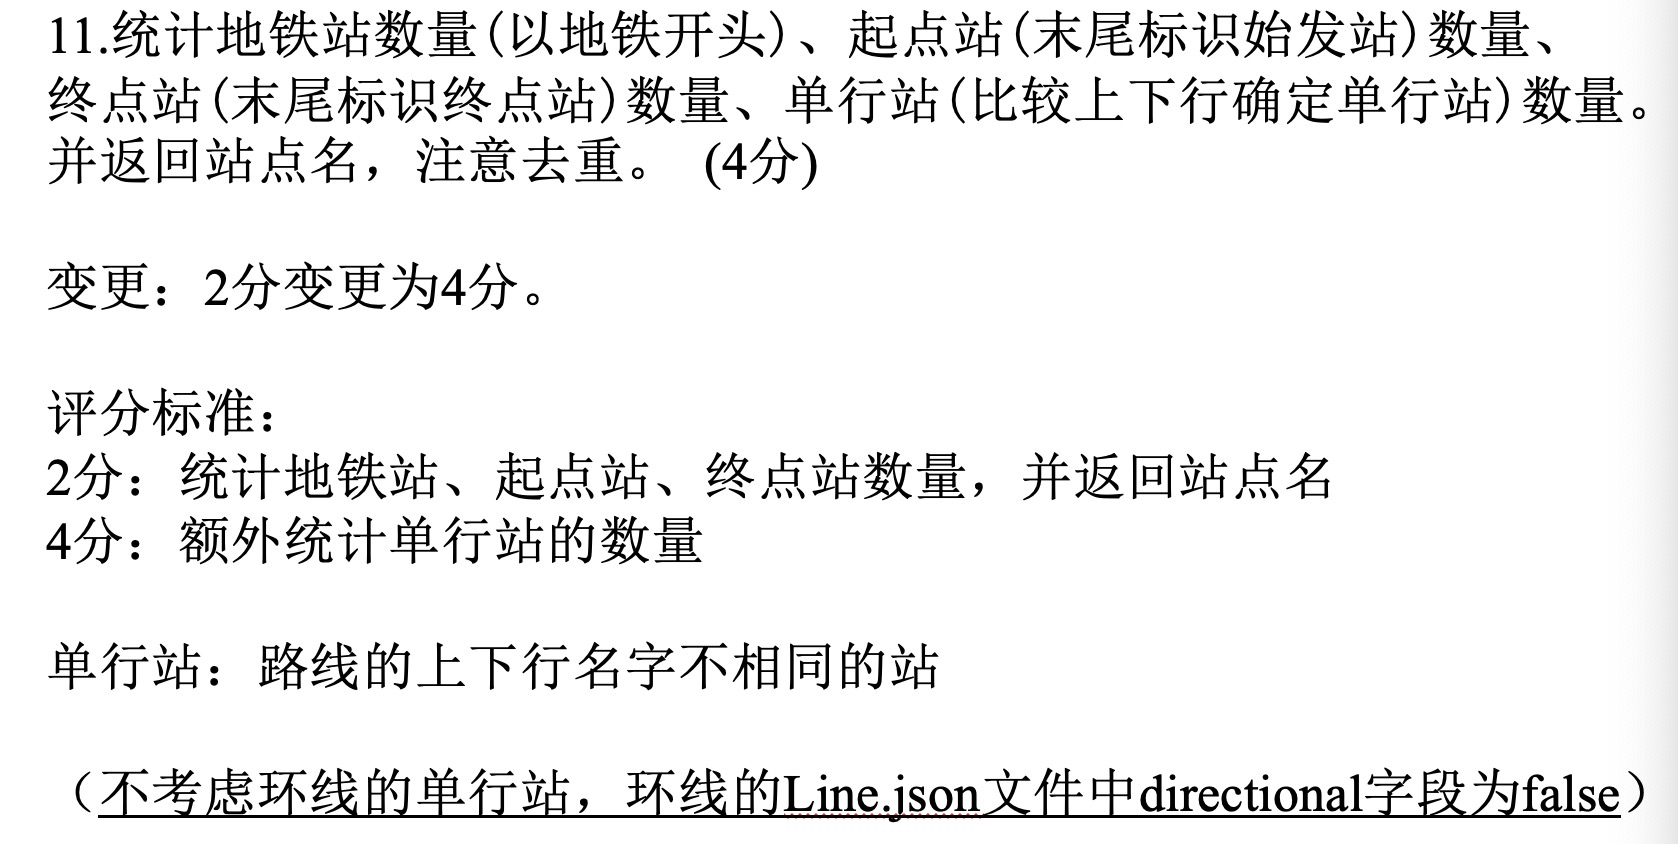 11.统计地铁站数量(以地铁开头)、起点站(末尾标识始发站)数量、
终点站(末尾标识终点站)数量、单行站(比较上下行确定单行站)数量。
并返回站点名，注意去重。 (4分)
变更：2分变更为4分。
评分标准：
2分：统计地铁站、起点站、终点站数量，并返回站点名
4分：额外统计单行站的数量
单行站：路线的上下行名字不相同的站
（不考虑环线的单行站，环线的Line.json文件中directional字段为false）